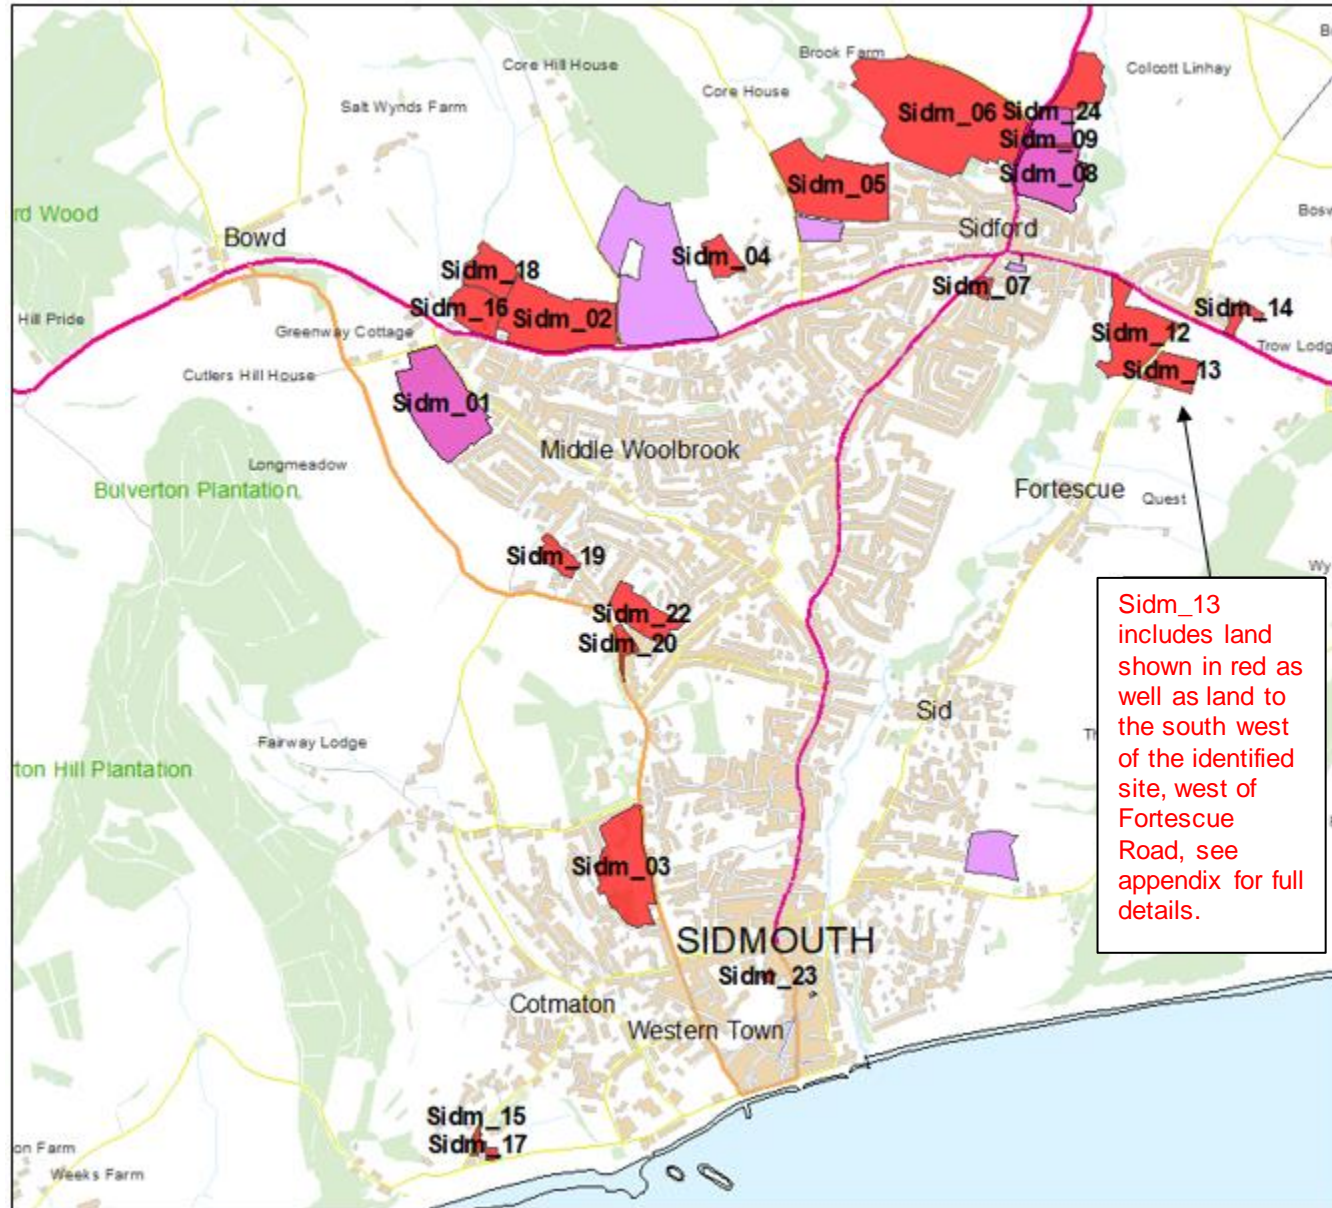 Brook Farm
Core Hill House
Colcott Linhay
Core House
Salt Wynds Farm
Sidm_06
Sidm_24
Sidm_09
Sidm_08
Sidm_05
rd Wood
Bowd
Sidford
Sidm_04
Sidm_18
Sidm_07
Sidm_16
Sidm_02
Sidm_14
Hill Pride
Greenway Cottage
Sidm_12
Trow Lodg
Cutlers Hill House
Sidm_13
Sidm_01
Middle Woolbrook
Longmeadow
Bulverton Plantation
Fortescue
Quest
Sidm_19
Wy
Sidm_22
Sidm_20
Sidm_13
includes land
shown in red as
well as land to
the south west
of the identified
site, west of
Fortescue
Road, see
appendix for full
details.
Sid
Fairway Lodge
Th
ton Hill Plantation
Sidm_03
SIDMOUTH
Sidm_23
Cotmaton
Western Town
Sidm_15
Sidm_17
on Farm
Weeks Farm